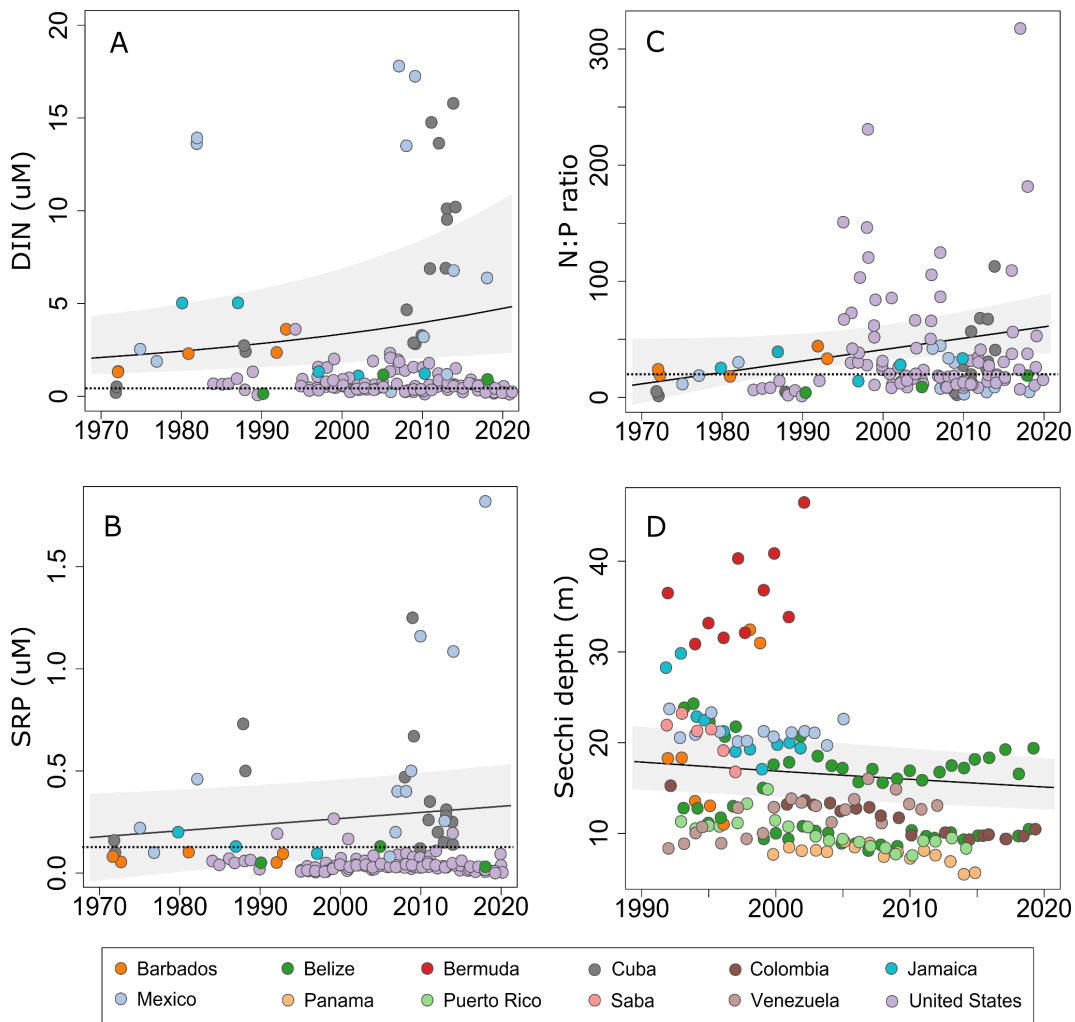 A
DIN (uM)
20
15
10
5
0
1970 1980 1990 2000 2010 2020
C
N:P ratio
300
200
100
0
1970 1980 1990 2000 2010 2020
B
SRP (uM)
1.5
1.0
0.5
0.0
1970 1980 1990 2000 2010 2020
D
Secchi depth (m)
40
30
20
10
1990 2000 2010 2020
Barbados Belize Bermuda Cuba Colombia Jamaica
Mexico Panama Puerto Rico Saba Venezuela United States